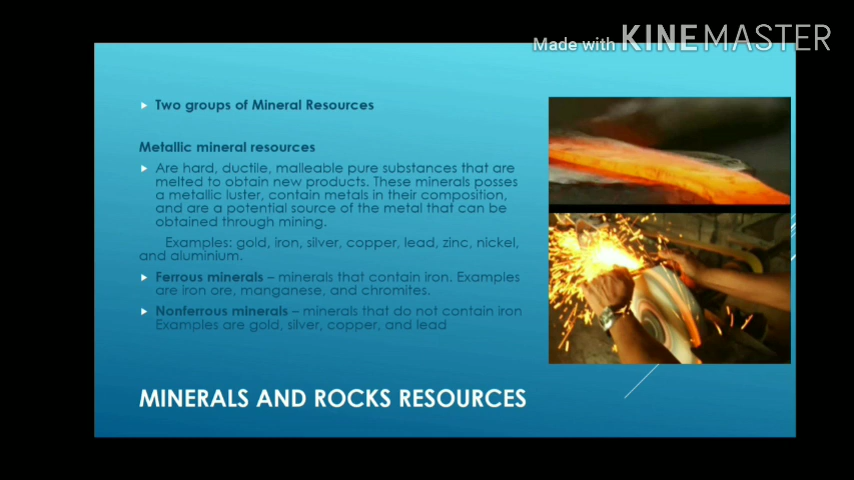 Made with KINEMASTER
Two groups of Mineral Resources
Metallic mineral resources
Are hard, ductile, malleable pure substances that are
melted to obtain new products. These minerals posses
a metallic luster, contain metals in their composition,
and are a potential source of the metal that can be
obtained through mining.
Examples: gold, iron, silver, copper, lead, zinc, nickel,
and aluminium.
Ferrous minerals – minerals that contain iron. Examples
are iron ore, manganese, and chromites.
Nonferrous minerals – minerals that do not contain iron
Examples are gold, silver, copper, and lead
MINERALS AND ROCKS RESOURCES